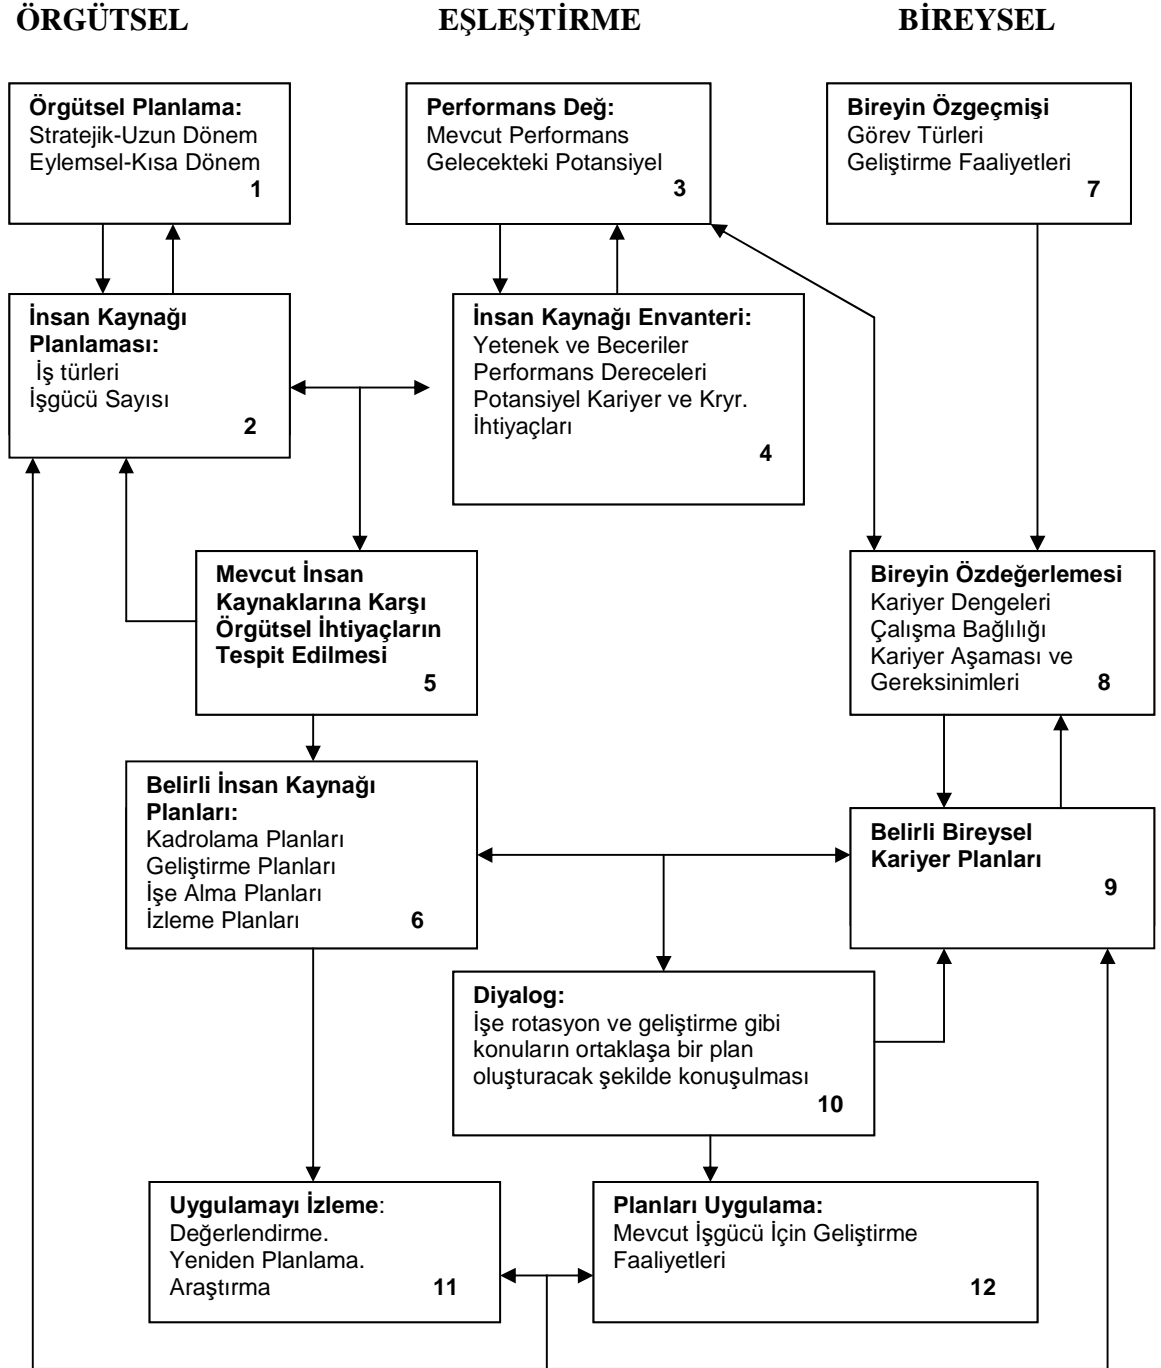 ÖRGÜTSEL
EŞLEŞTİRME
BİREYSEL
Örgütsel Planlama:
Stratejik-Uzun Dönem
Eylemsel-Kısa Dönem
1
Performans Değ:
Mevcut Performans
Gelecekteki Potansiyel
3
Bireyin Özgeçmişi
Görev Türleri
Geliştirme Faaliyetleri
7
İnsan Kaynağı
Planlaması:
İş türleri
İşgücü Sayısı
2
İnsan Kaynağı Envanteri:
Yetenek ve Beceriler
Performans Dereceleri
Potansiyel Kariyer ve Kryr.
İhtiyaçları
4
Mevcut İnsan
Kaynaklarına Karşı
Örgütsel İhtiyaçların
Tespit Edilmesi
5
Bireyin Özdeğerlemesi
Kariyer Dengeleri
Çalışma Bağlılığı
Kariyer Aşaması ve
Gereksinimleri 8
Belirli İnsan Kaynağı
Planları:
Kadrolama Planları
Geliştirme Planları
İşe Alma Planları
İzleme Planları 6
Belirli Bireysel
Kariyer Planları
9
Diyalog:
İşe rotasyon ve geliştirme gibi
konuların ortaklaşa bir plan
oluşturacak şekilde konuşulması
10
Uygulamayı İzleme:
Değerlendirme.
Yeniden Planlama.
Araştırma 11
Planları Uygulama:
Mevcut İşgücü İçin Geliştirme
Faaliyetleri
12